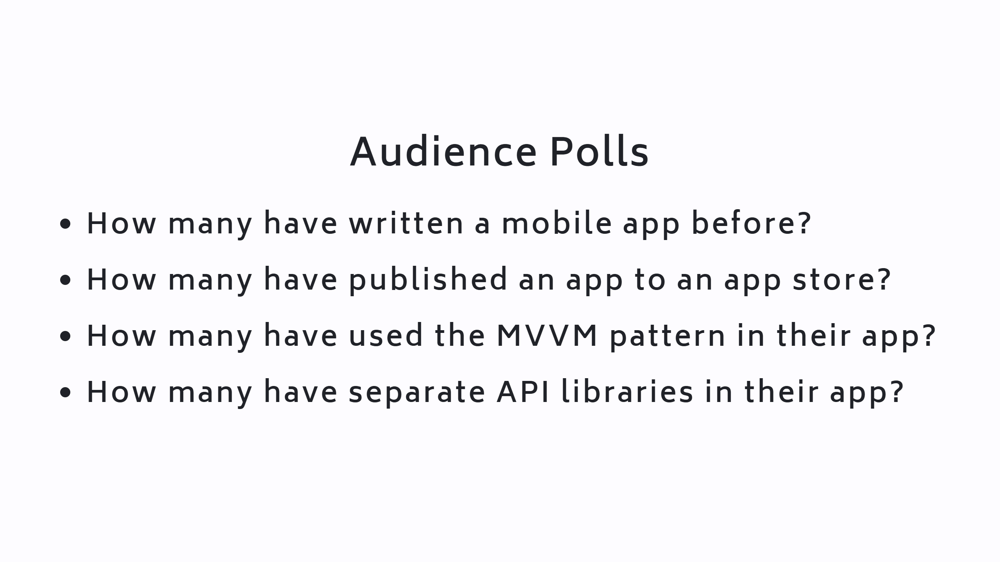 Audience Polls
• How many have written a mobile app before?
• How many have published an app to an app store?
• How many have used the MVVM pattern in their app?
• How many have separate API libraries in their app?